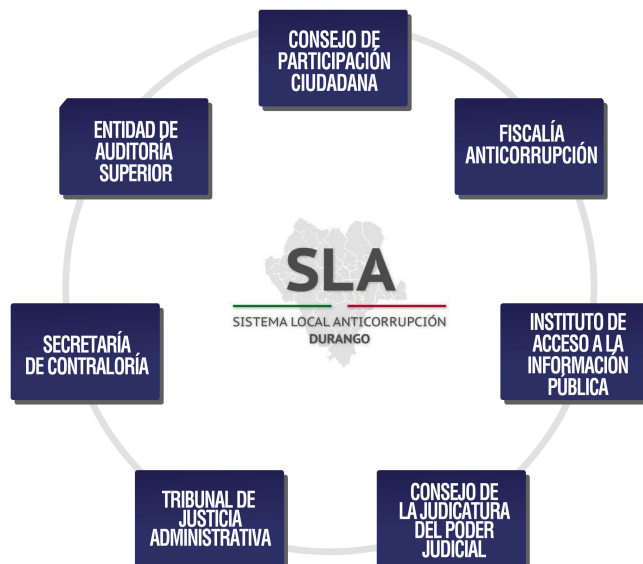 CONSEJO DE
PARTICIPACIÓN
CIUDADANA
ENTIDAD DE
AUDITORÍA
SUPERIOR
FISCALÍA
ANTICORRUPCIÓN
SLA
SISTEMA LOCAL ANTICORRUPCIÓN
DURANGO
SECRETARÍA
DE CONTRALORÍA
INSTITUTO DE
ACCESO A LA
INFORMACIÓN
PÚBLICA
TRIBUNAL DE
JUSTICIA
ADMINISTRATIVA
CONSEJO DE
LA JUDICATURA
DEL PODER
JUDICIAL